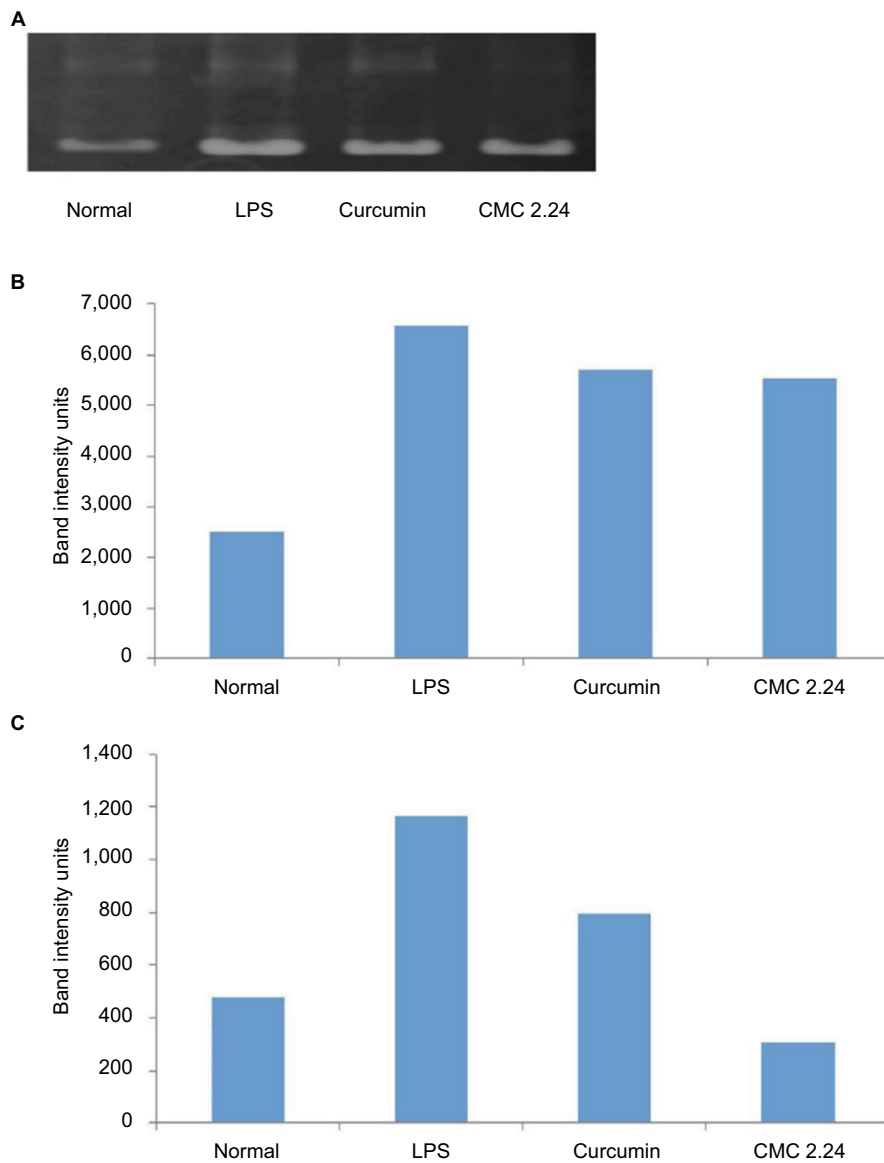 A
Normal LPS Curcumin CMC 2.24
B
Band intensity units
7,000
6,000
5,000
4,000
3,000
2,000
1,000
0
Normal LPS Curcumin CMC 2.24
C
Band intensity units
1,400
1,200
1,000
800
600
400
200
0
Normal LPS Curcumin CMC 2.24